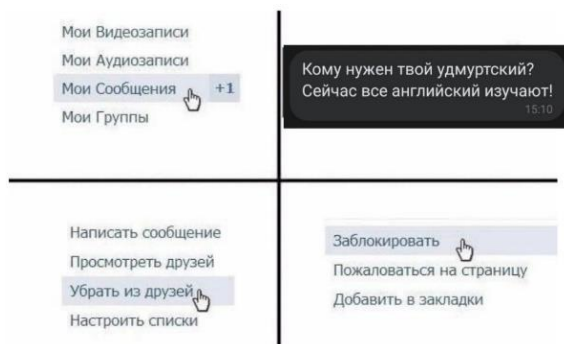 Мои Видеозаписи
Мои Аудиозаписи
Мои Сообщения +1
Мои Группы
Кому нужен твой удмуртский?
Сейчас все английский изучают!
15:10
Написать сообщение
Просмотреть друзей
Убрать из друзей
Настроить списки
Заблокировать
Пожаловаться на страницу
Добавить в закладки